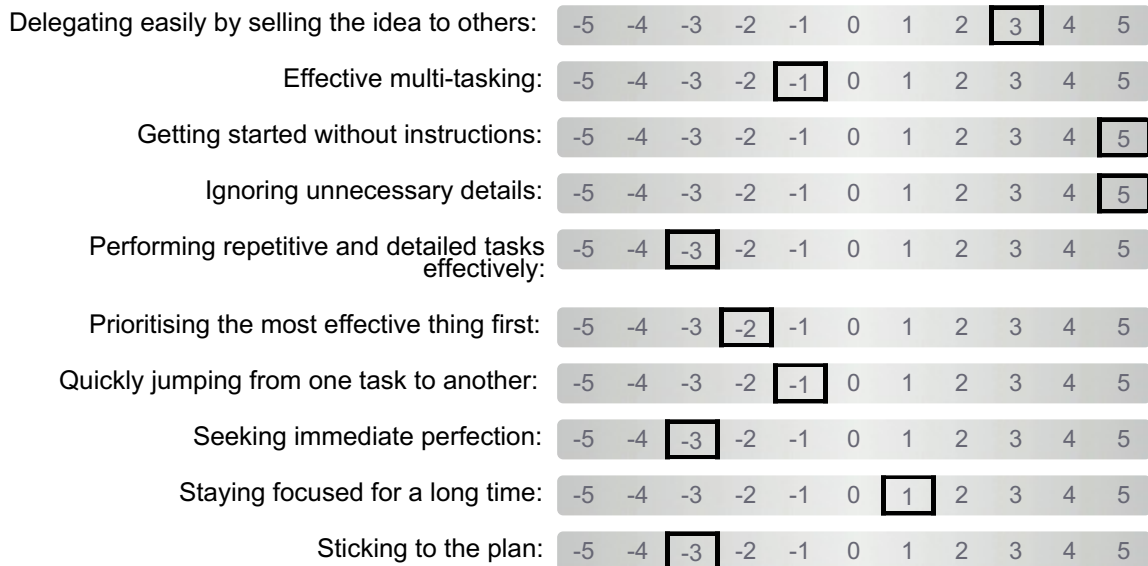 Delegating easily by selling the idea to others: -5 -4 -3 -2 -1 0 1 2 3 4 5
Effective multi-tasking: -5 -4 -3 -2 -1 0 1 2 3 4 5
Getting started without instructions: -5 -4 -3 -2 -1 0 1 2 3 4 5
Ignoring unnecessary details: -5 -4 -3 -2 -1 0 1 2 3 4 5
Performing repetitive and detailed tasks -5 -4 -3 -2 -1 0 1 2 3 4 5
effectively:
Prioritising the most effective thing first: -5 -4 -3 -2 -1 0 1 2 3 4 5
Quickly jumping from one task to another: -5 -4 -3 -2 -1 0 1 2 3 4 5
Seeking immediate perfection: -5 -4 -3 -2 -1 0 1 2 3 4 5
Staying focused for a long time: -5 -4 -3 -2 -1 0 1 2 3 4 5
Sticking to the plan: -5 -4 -3 -2 -1 0 1 2 3 4 5